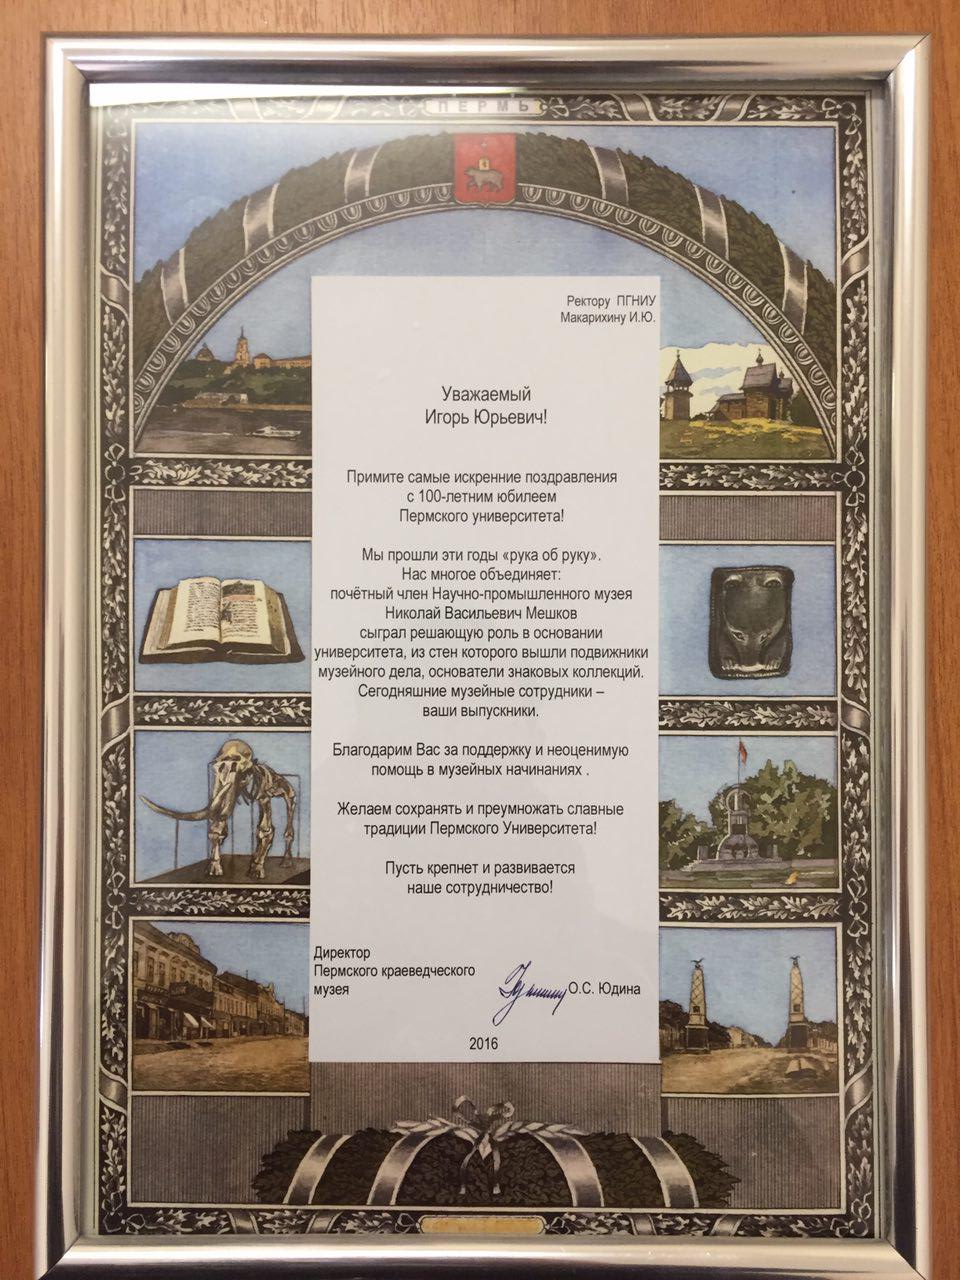 ПЕРМЬ
Ректору ПГНИУ
Макарихину И.Ю.
Уважаемый
Игорь Юрьевич!
Примите самые искренние поздравления
с 100-летним юбилеем
Пермского университета!
Мы прошли эти годы «рука об руку».
Нас многое объединяет:
почётный член Научно-промышленного музея
Николай Васильевич Мешков
сыграл решающую роль в основании
университета, из стен которого вышли подвижники
музейного дела, основатели знаковых коллекций.
Сегодняшние музейные сотрудники –
ваши выпускники.
Благодарим Вас за поддержку и неоценимую
помощь в музейных начинаниях .
Желаем сохранять и преумножать славные
традиции Пермского Университета!
Пусть крепнет и развивается
наше сотрудничество!
Директор
Пермского краеведческого
музея
О.С. Юдина
2016